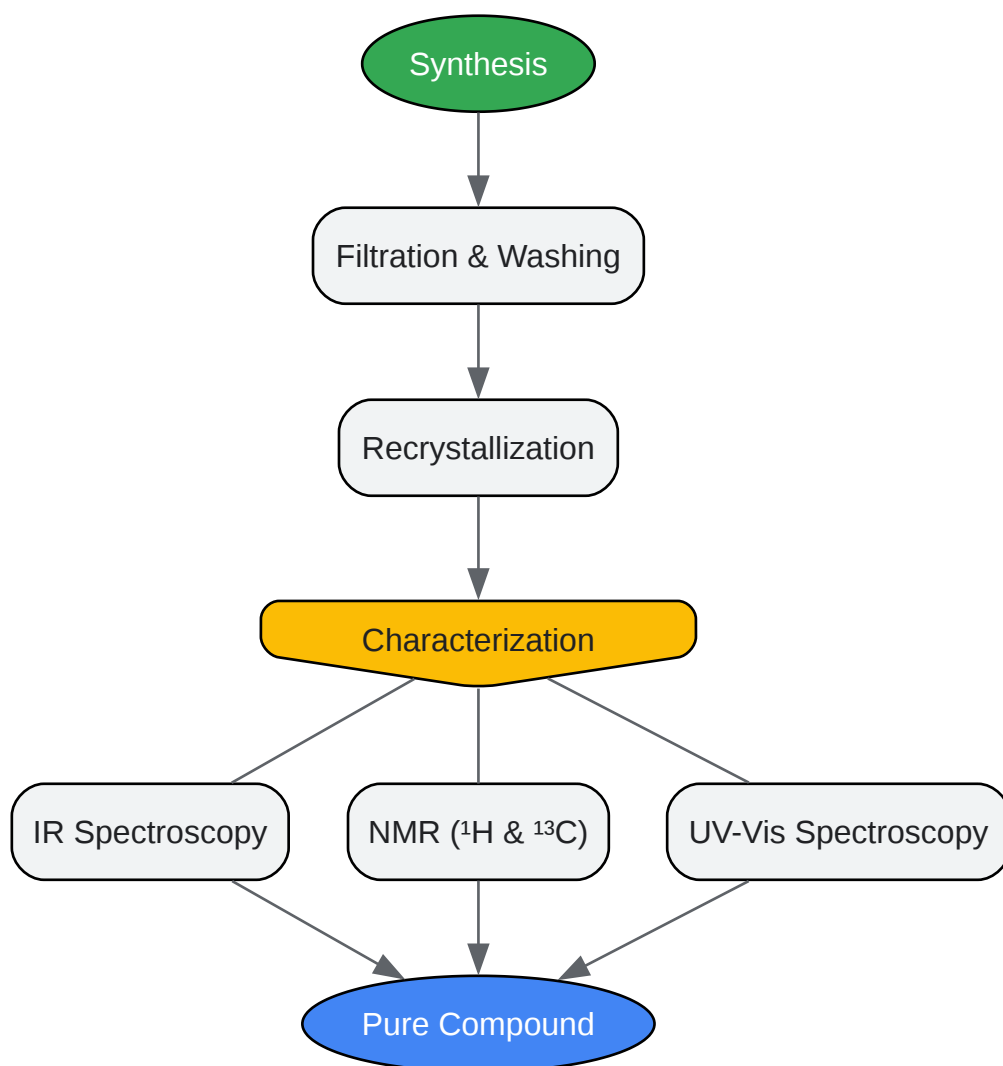 Synthesis
Filtration & Washing
Recrystallization
Characterization
IR Spectroscopy
NMR (¹H & ¹³C)
UV-Vis Spectroscopy
Pure Compound